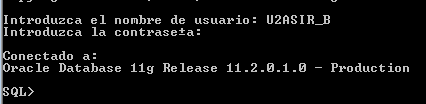 Introduzca el nombre de usuario: U2ASIR_B
Introduzca la contrase±a:
Conectado a:
Oracle Database 11g Release 11.2.0.1.0 - Production
SQL>